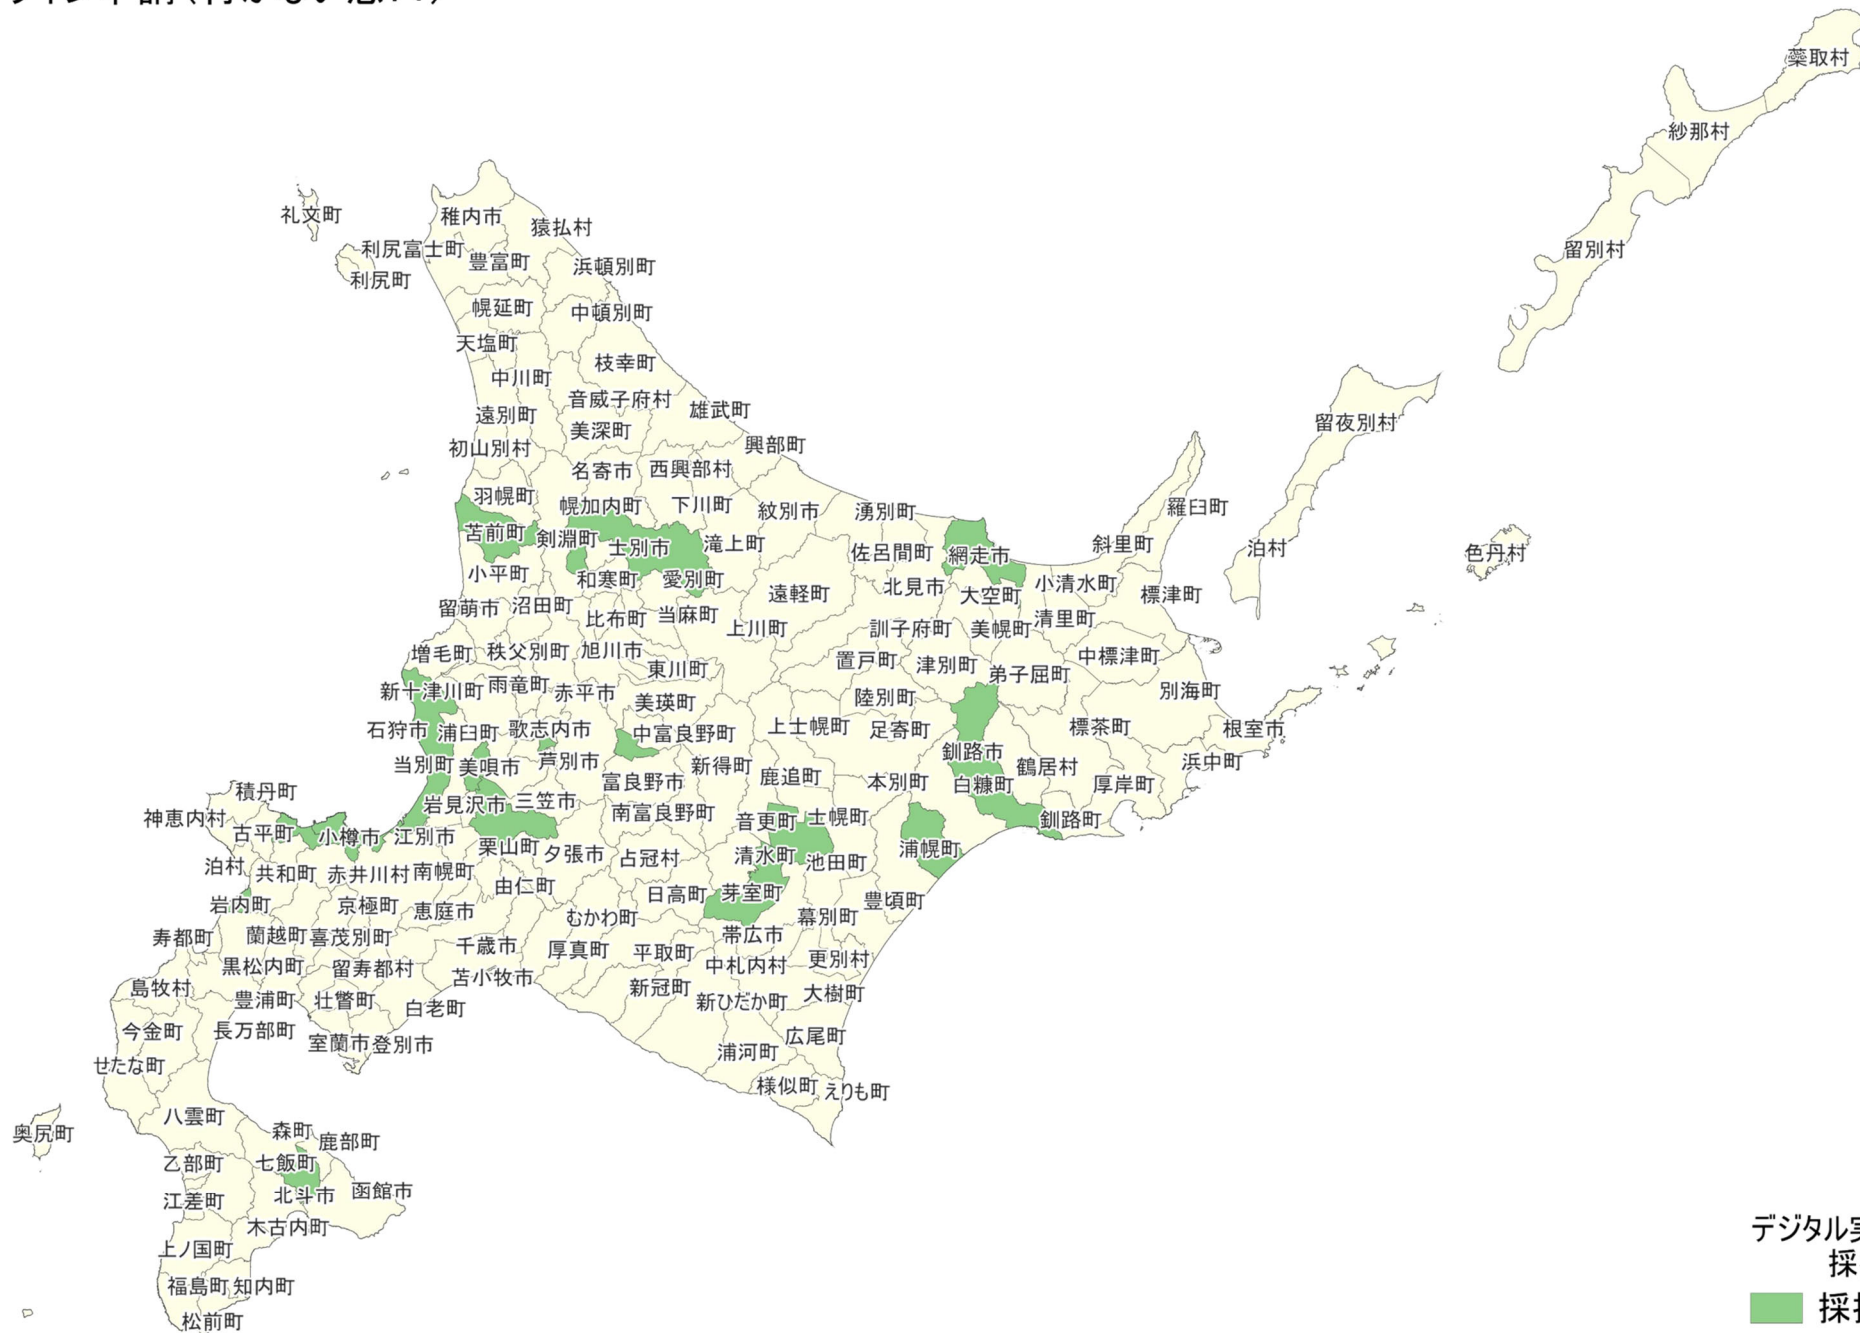 蘂取村
紗那村
留別村
礼文町
稚内市
猿払村
利尻富士町
豊富町
浜頓別町
利尻町
幌延町
中頓別町
天塩町
枝幸町
中川町
音威子府村
雄武町
遠別町
留夜別村
美深町
初山別村
興部町
名寄市
西興部村
羽幌町
幌加内町
下川町
紋別市
湧別町
羅臼町
苫前町
剣淵町
士別市
滝上町
佐呂間町
網走市
斜里町
泊村
色丹村
小平町
和寒町
愛別町
遠軽町
北見市
大空町
小清水町
標津町
留萌市
沼田町
比布町
当麻町
上川町
訓子府町
美幌町
清里町
増毛町
秩父別町
旭川市
東川町
置戸町
津別町
弟子屈町
中標津町
新十津川町
雨竜町
赤平市
美瑛町
陸別町
別海町
石狩市
浦臼町
歌志内市
中富良野町
上士幌町
足寄町
標茶町
根室市
当別町
美唄市
芦別市
富良野市
新得町
鹿追町
本別町
釧路市
白糠町
鶴居村
厚岸町
浜中町
積丹町
神恵内村
古平町
小樽市
江別市
岩見沢市
三笠市
南富良野町
音更町
士幌町
釧路町
泊村
共和町
赤井川村
南幌町
栗山町
夕張市
占冠村
清水町
池田町
浦幌町
岩内町
京極町
恵庭市
由仁町
むかわ町
日高町
芽室町
幕別町
豊頃町
寿都町
蘭越町
喜茂別町
千歳市
厚真町
平取町
帯広市
中札内村
更別村
島牧村
黒松内町
留寿都村
苫小牧市
新冠町
新ひだか町
大樹町
今金町
豊浦町
壮瞥町
白老町
広尾町
せたな町
長万部町
室蘭市
登別市
浦河町
様似町
えりも町
八雲町
奥尻町
森町
鹿部町
乙部町
七飯町
江差町
北斗市
函館市
木古内町
上ノ国町
福島町
知内町
松前町
デジタル実
採
採